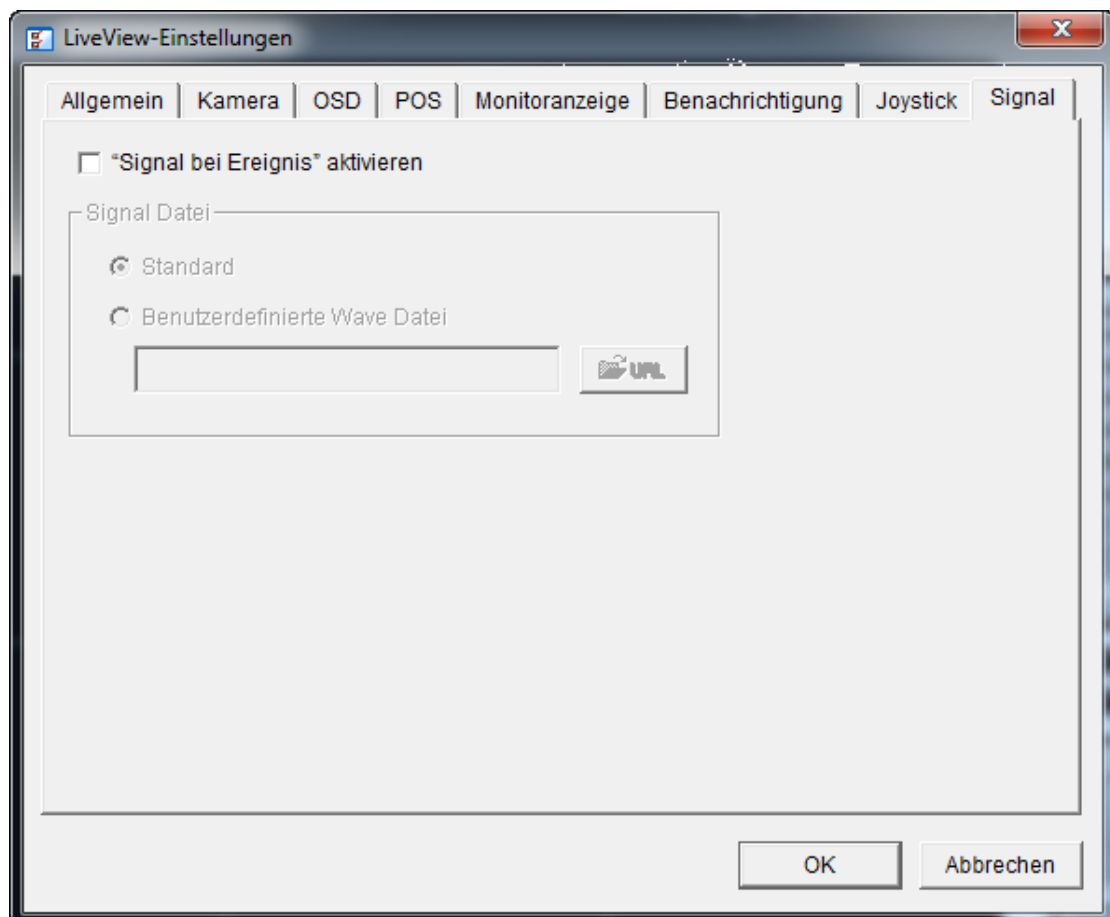 LiveView-Einstellungen
Allgemein Kamera OSD POS Monitoranzeige Benachrichtigung Joystick Signal
“Signal bei Ereignis” aktivieren
Signal Datei
Standard
Benutzerdefinierte Wave Datei
URL
OK Abbrechen